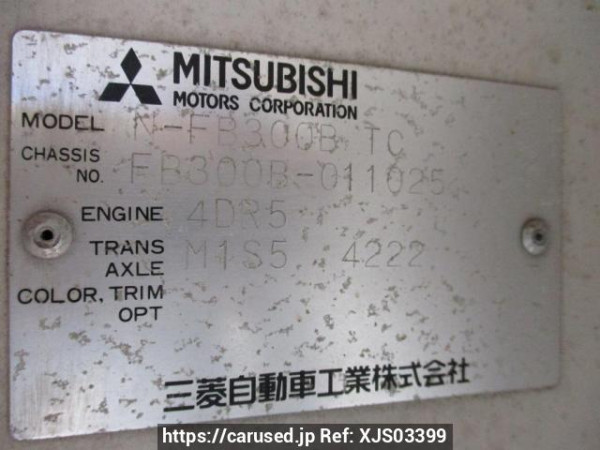 MITSUBISHI
MOTORS CORPORATION
MODEL N-FB300B TC
CHASSIS NO. FB300B-011025
ENGINE 4DR5
TRANS AXLE M1S5 4222
COLOR, TRIM OPT
三菱自動車工業株式会社
https://carused.jp Ref: XJS03399